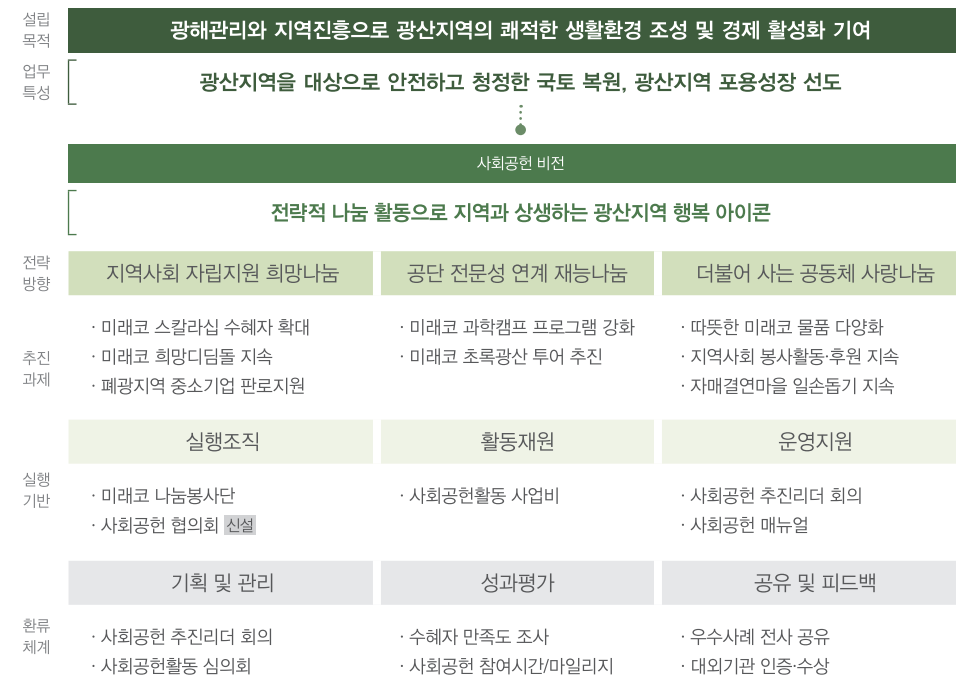 설립
목적
광해관리와 지역진흥으로 광산지역의 쾌적한 생활환경 조성 및 경제 활성화 기여
업무
특성
광산지역을 대상으로 안전하고 청정한 국토 복원, 광산지역 포용성장 선도
사회공헌 비전
전략적 나눔 활동으로 지역과 상생하는 광산지역 행복 아이콘
전략
방향
지역사회 자립지원 희망나눔
공단 전문성 연계 재능나눔
더불어 사는 공동체 사랑나눔
추진
과제
· 미래코 스칼라십 수혜자 확대
· 미래코 희망디딤돌 지속
· 폐광지역 중소기업 판로지원
· 미래코 과학캠프 프로그램 강화
· 미래코 초록광산 투어 추진
· 따뜻한 미래코 물품 다양화
· 지역사회 봉사활동·후원 지속
· 자매결연마을 일손돕기 지속
실행
기반
실행조직
· 미래코 나눔봉사단
· 사회공헌 협의회 신설
활동재원
· 사회공헌활동 사업비
운영지원
· 사회공헌 추진리더 회의
· 사회공헌 매뉴얼
환류
체계
기획 및 관리
· 사회공헌 추진리더 회의
· 사회공헌활동 심의회
성과평가
· 수혜자 만족도 조사
· 사회공헌 참여시간/마일리지
공유 및 피드백
· 우수사례 전사 공유
· 대외기관 인증·수상